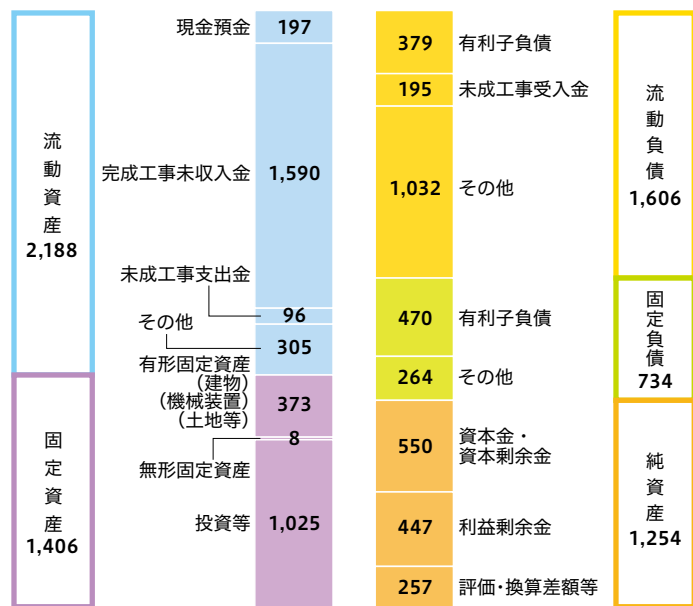 流動資産
2,188
固定資産
1,406
現金預金
197
完成工事未収入金
1,590
未成工事支出金
96
その他
305
有形固定資産
(建物)
(機械装置)
(土地等)
373
8
無形固定資産
投資等
1,025
379
有利子負債
195
未成工事受入金
1,032
その他
470
有利子負債
264
その他
550
資本金・
資本剰余金
447
利益剰余金
257
評価・換算差額等
流動負債
1,606
固定負債
734
純資産
1,254